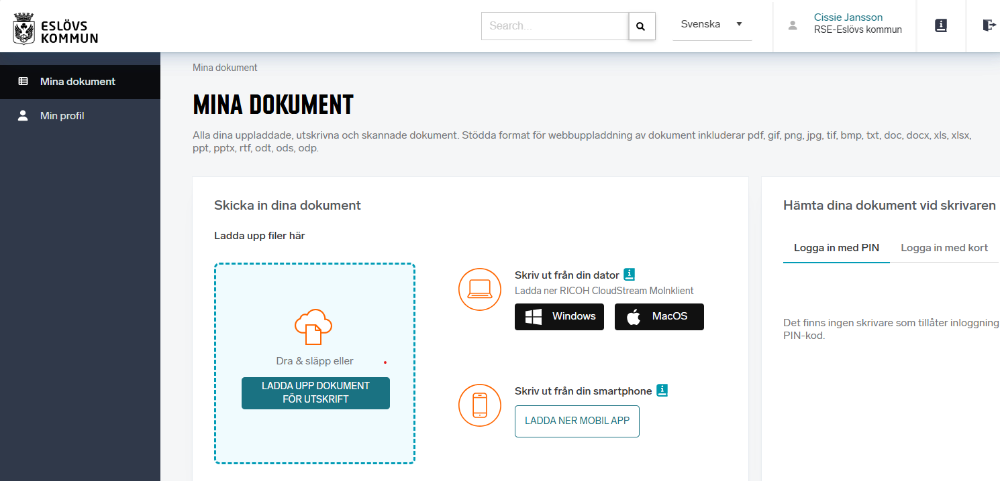 ESLÖVS
KOMMUN
Search...
Svenska
Cissie Jansson
RSE-Eslövs kommun
Mina dokument
Min profil
Mina dokument
MINA DOKUMENT
Alla dina uppladdade, utskrivna och skannade dokument. Stödda format för webbuppladdning av dokument inkluderar pdf, gif, png, jpg, tif, bmp, txt, doc, docx, xls, xlsx,
ppt, pptx, rtf, odt, ods, odp.
Skicka in dina dokument
Ladda upp filer här
Dra & släpp eller
LADDA UPP DOKUMENT
FÖR UTSKRIFT
Skriv ut från din dator
Ladda ner RICOH CloudStream Molnklient
Windows
MacOS
Skriv ut från din smartphone
LADDA NER MOBIL APP
Hämta dina dokument vid skrivaren
Logga in med PIN
Logga in med kort
Det finns ingen skrivare som tillåter inloggning
PIN-kod.